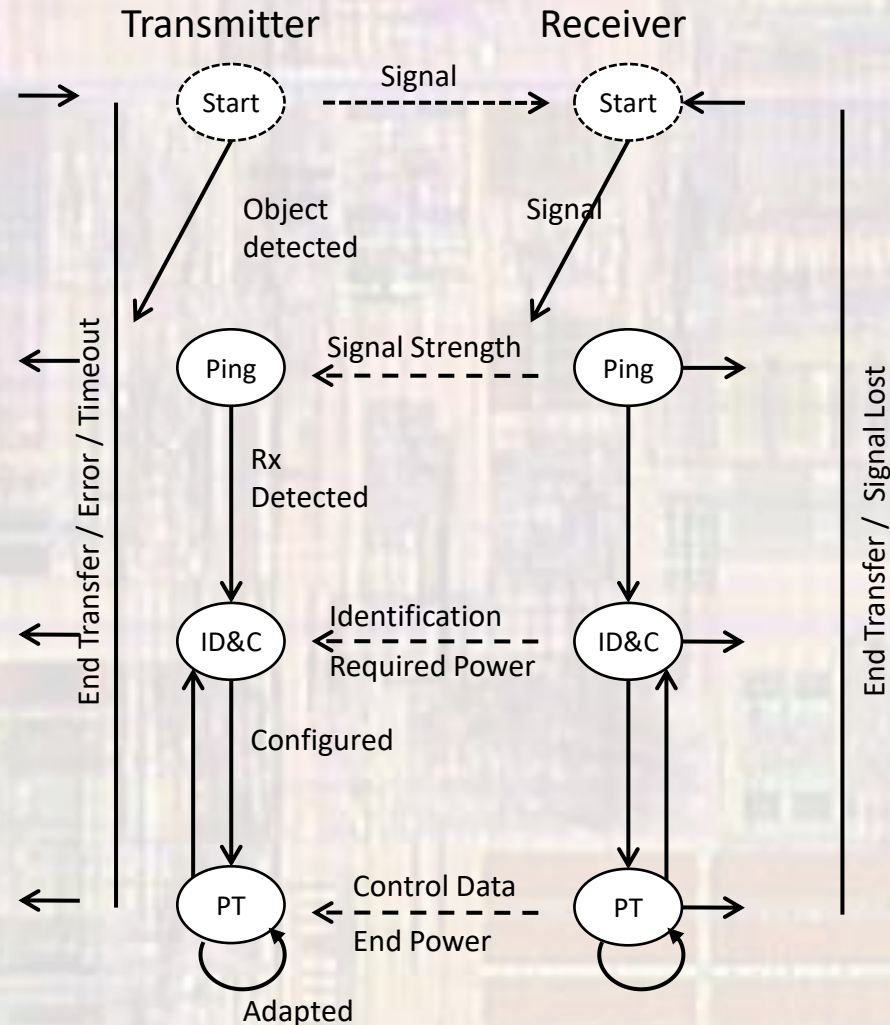 Transmitter
Receiver
Signal
Start
Start
Object
detected
Signal
Signal Strength
Ping
Ping
Rx
Detected
Identification
ID&C
ID&C
Required Power
Configured
Control Data
PT
PT
End Power
Adapted
End Transfer / Error / Timeout
End Transfer / Signal Lost